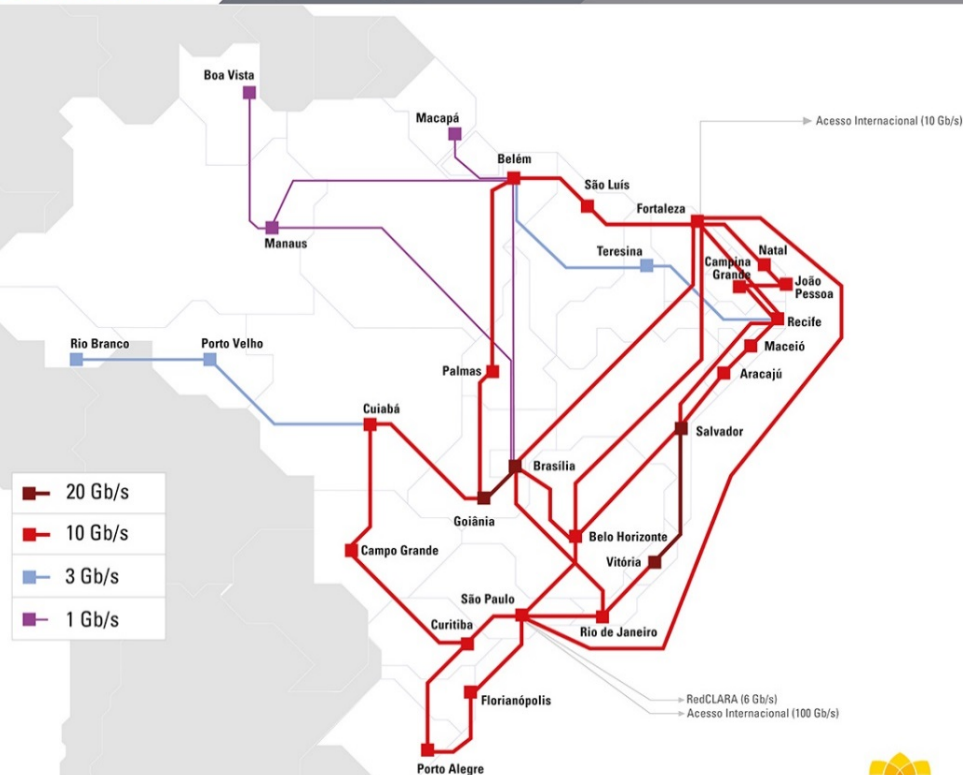 Boa Vista
Macapá
Acesso Internacional (10 Gb/s)
Belém
São Luís
Fortaleza
Manaus
Teresina
Natal
Campina
Grande
João
Pessoa
Recife
Rio Branco
Porto Velho
Maceió
Palmas
Aracajú
Cuiabá
Salvador
Brasília
20 Gb/s
Goiânia
10 Gb/s
Belo Horizonte
Campo Grande
Vitória
3 Gb/s
São Paulo
1 Gb/s
Curitiba
Rio de Janeiro
Florianópolis
RedCLARA (6 Gb/s)
Acesso Internacional (100 Gb/s)
Porto Alegre